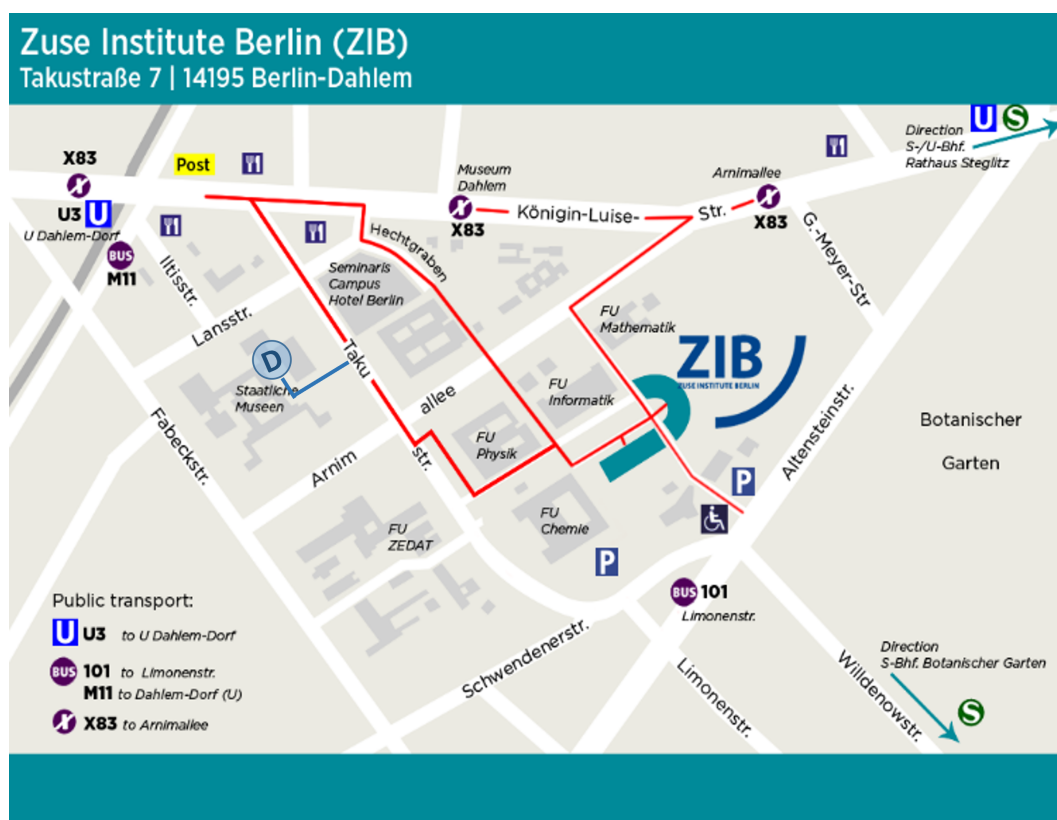 Zuse Institute Berlin (ZIB)
Takustraße 7 | 14195 Berlin-Dahlem
Direction
S-/U-Bhf.
Rathaus Steglitz
U
S
X83
Post
Museum
Dahlem
Arnimallee
U3 U
U Dahlem-Dorf
X83
Königin-Luise-
Str.
X83
BUS
M11
Iltisstr.
Hechtgraben
G.-Meyer-Str
Seminaris
Campus
Hotel Berlin
Lansstr.
FU
Mathematik
D
Taku
ZIB
ZUSE INSTITUTE BERLIN
Staatliche
Museen
allee
FU
Informatik
Altensteinstr.
Botanischer
Garten
Fabeckstr.
Arnim
str.
FU
Physik
P
FU
ZEDAT
FU
Chemie
P
BUS 101
Limonenstr.
Public transport:
U U3 to U Dahlem-Dorf
BUS 101 to Limonenstr.
M11 to Dahlem-Dorf (U)
X X83 to Arnimallee
Schwendenerstr.
Limonenstr.
Willdenowstr.
Direction
S-Bhf. Botanischer Garten
S